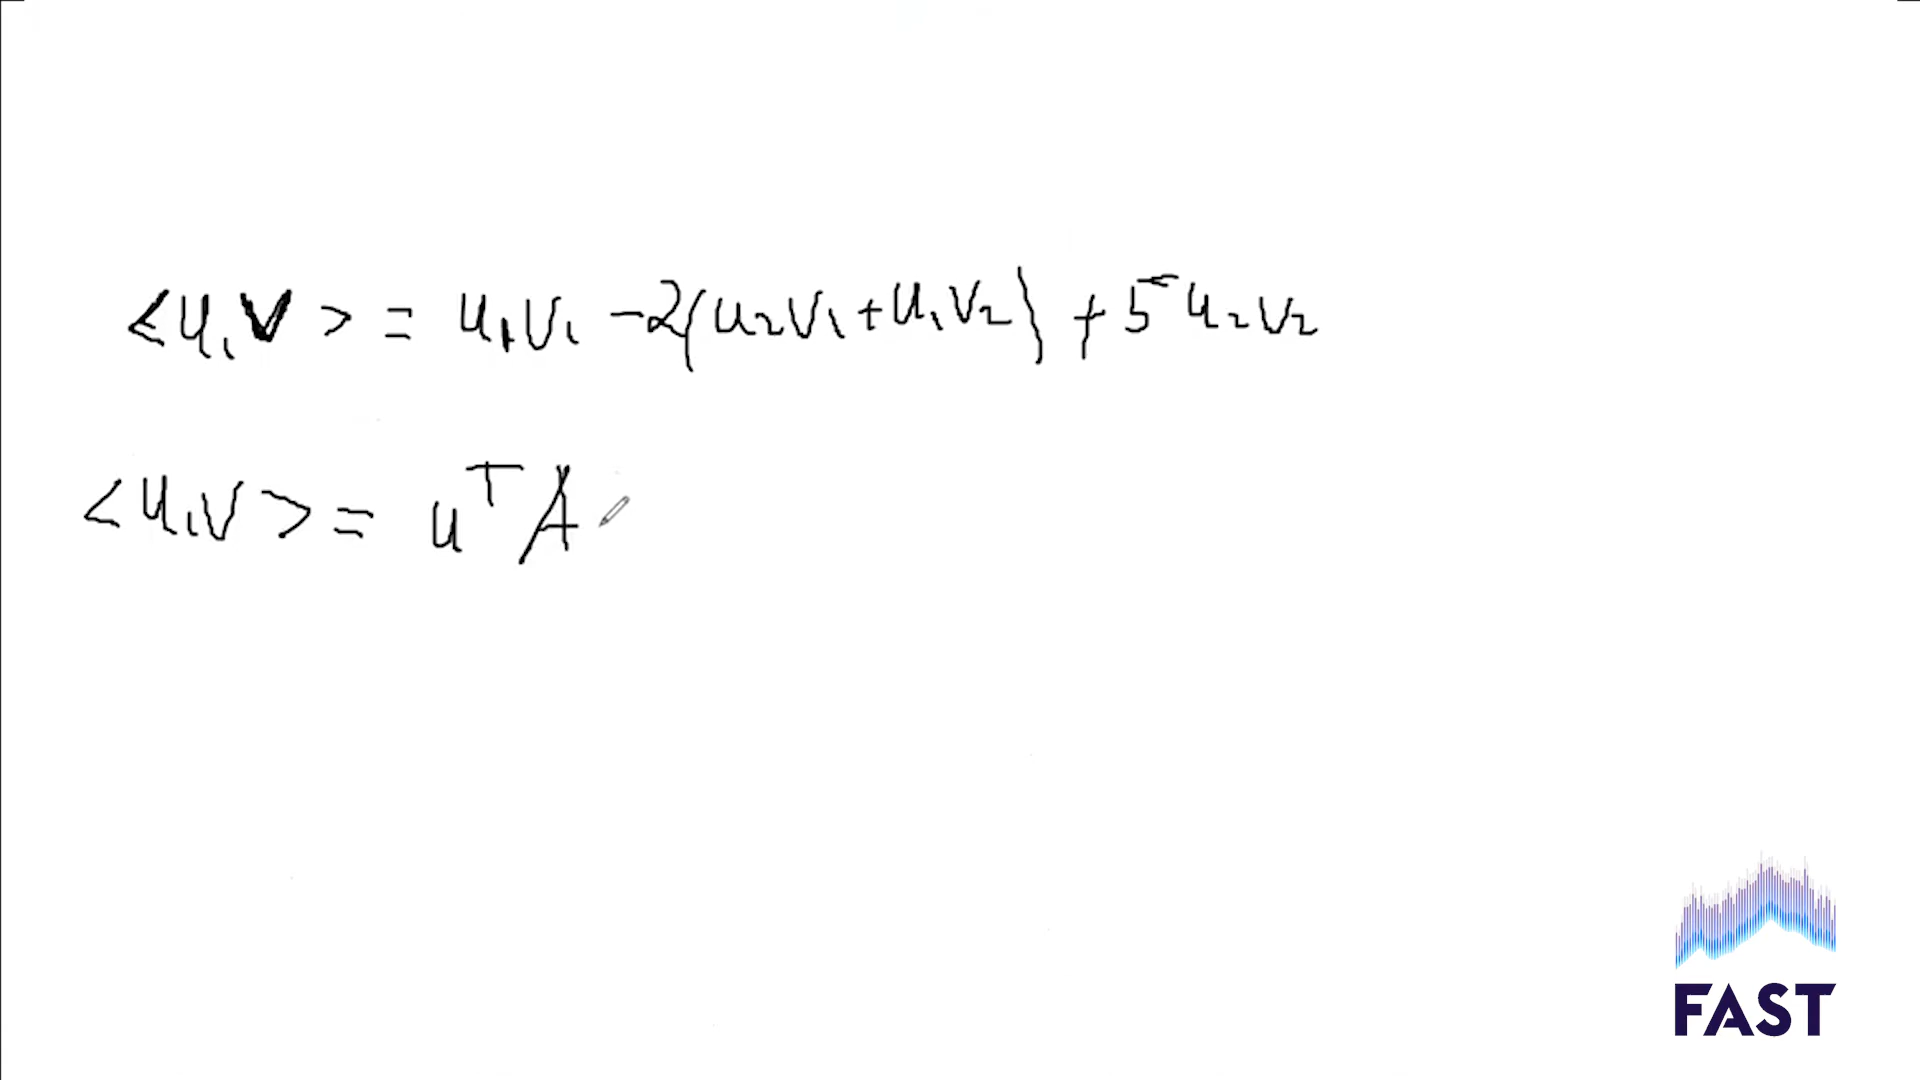 <u,v> = u₁v₁ -2(u₂v₁+u₁v₂) + 5u₂v₂
<u,v> = uᵀA
FAST